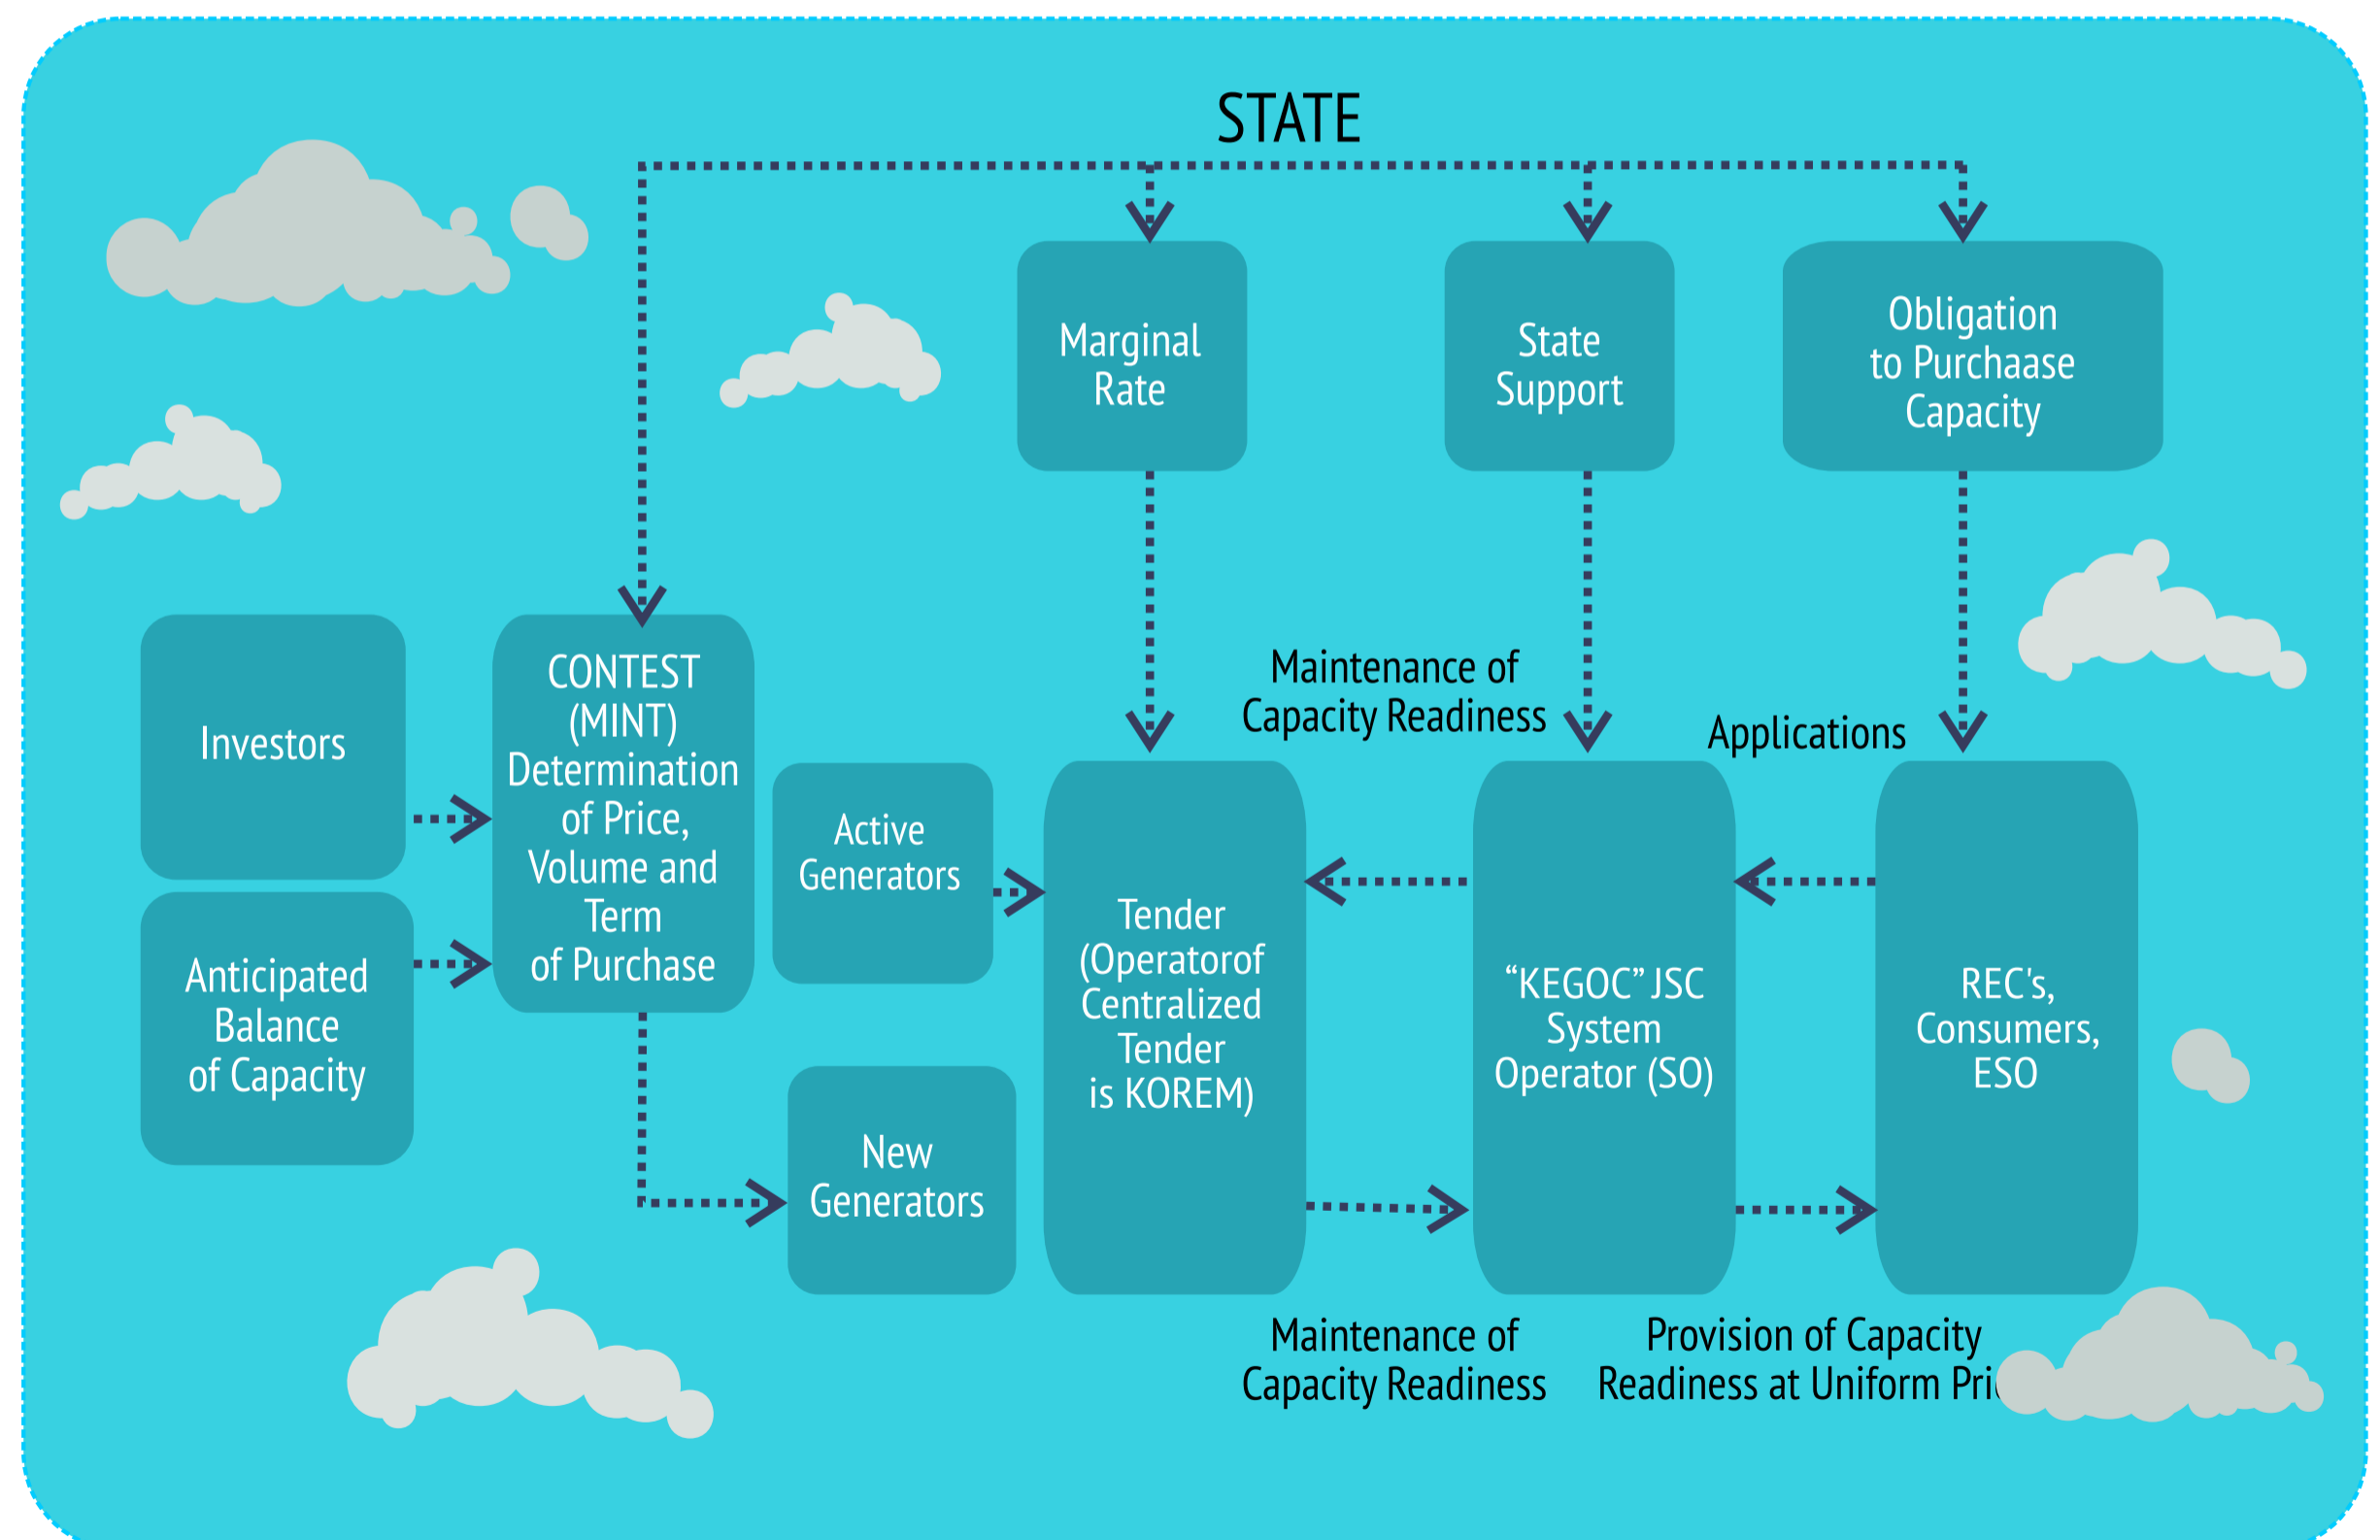 STATE
Marginal
Rate
State
Support
Obligation
to Purchaase
Capacity
Investors
Anticipated
Balance
of Capacity
CONTEST
(MINT)
Determination
of Price,
Volume and
Term
of Purchase
Active
Generators
New
Generators
Maintenance of
Capacity Readiness
Applications
Tender
(Operatorof
Centralized
Tender
is KOREM)
“KEGOC” JSC
System
Operator (SO)
REC's,
Consumers,
ESO
Maintenance of
Capacity Readiness
Provision of Capacity
Readiness at Uniform